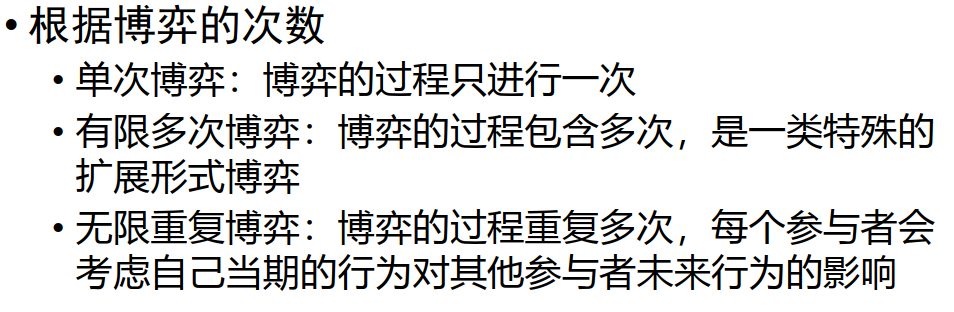 • 根据博弈的次数
• 单次博弈：博弈的过程只进行一次
• 有限多次博弈：博弈的过程包含多次，是一类特殊的
扩展形式博弈
• 无限重复博弈：博弈的过程重复多次，每个参与者会
考虑自己当期的行为对其他参与者未来行为的影响